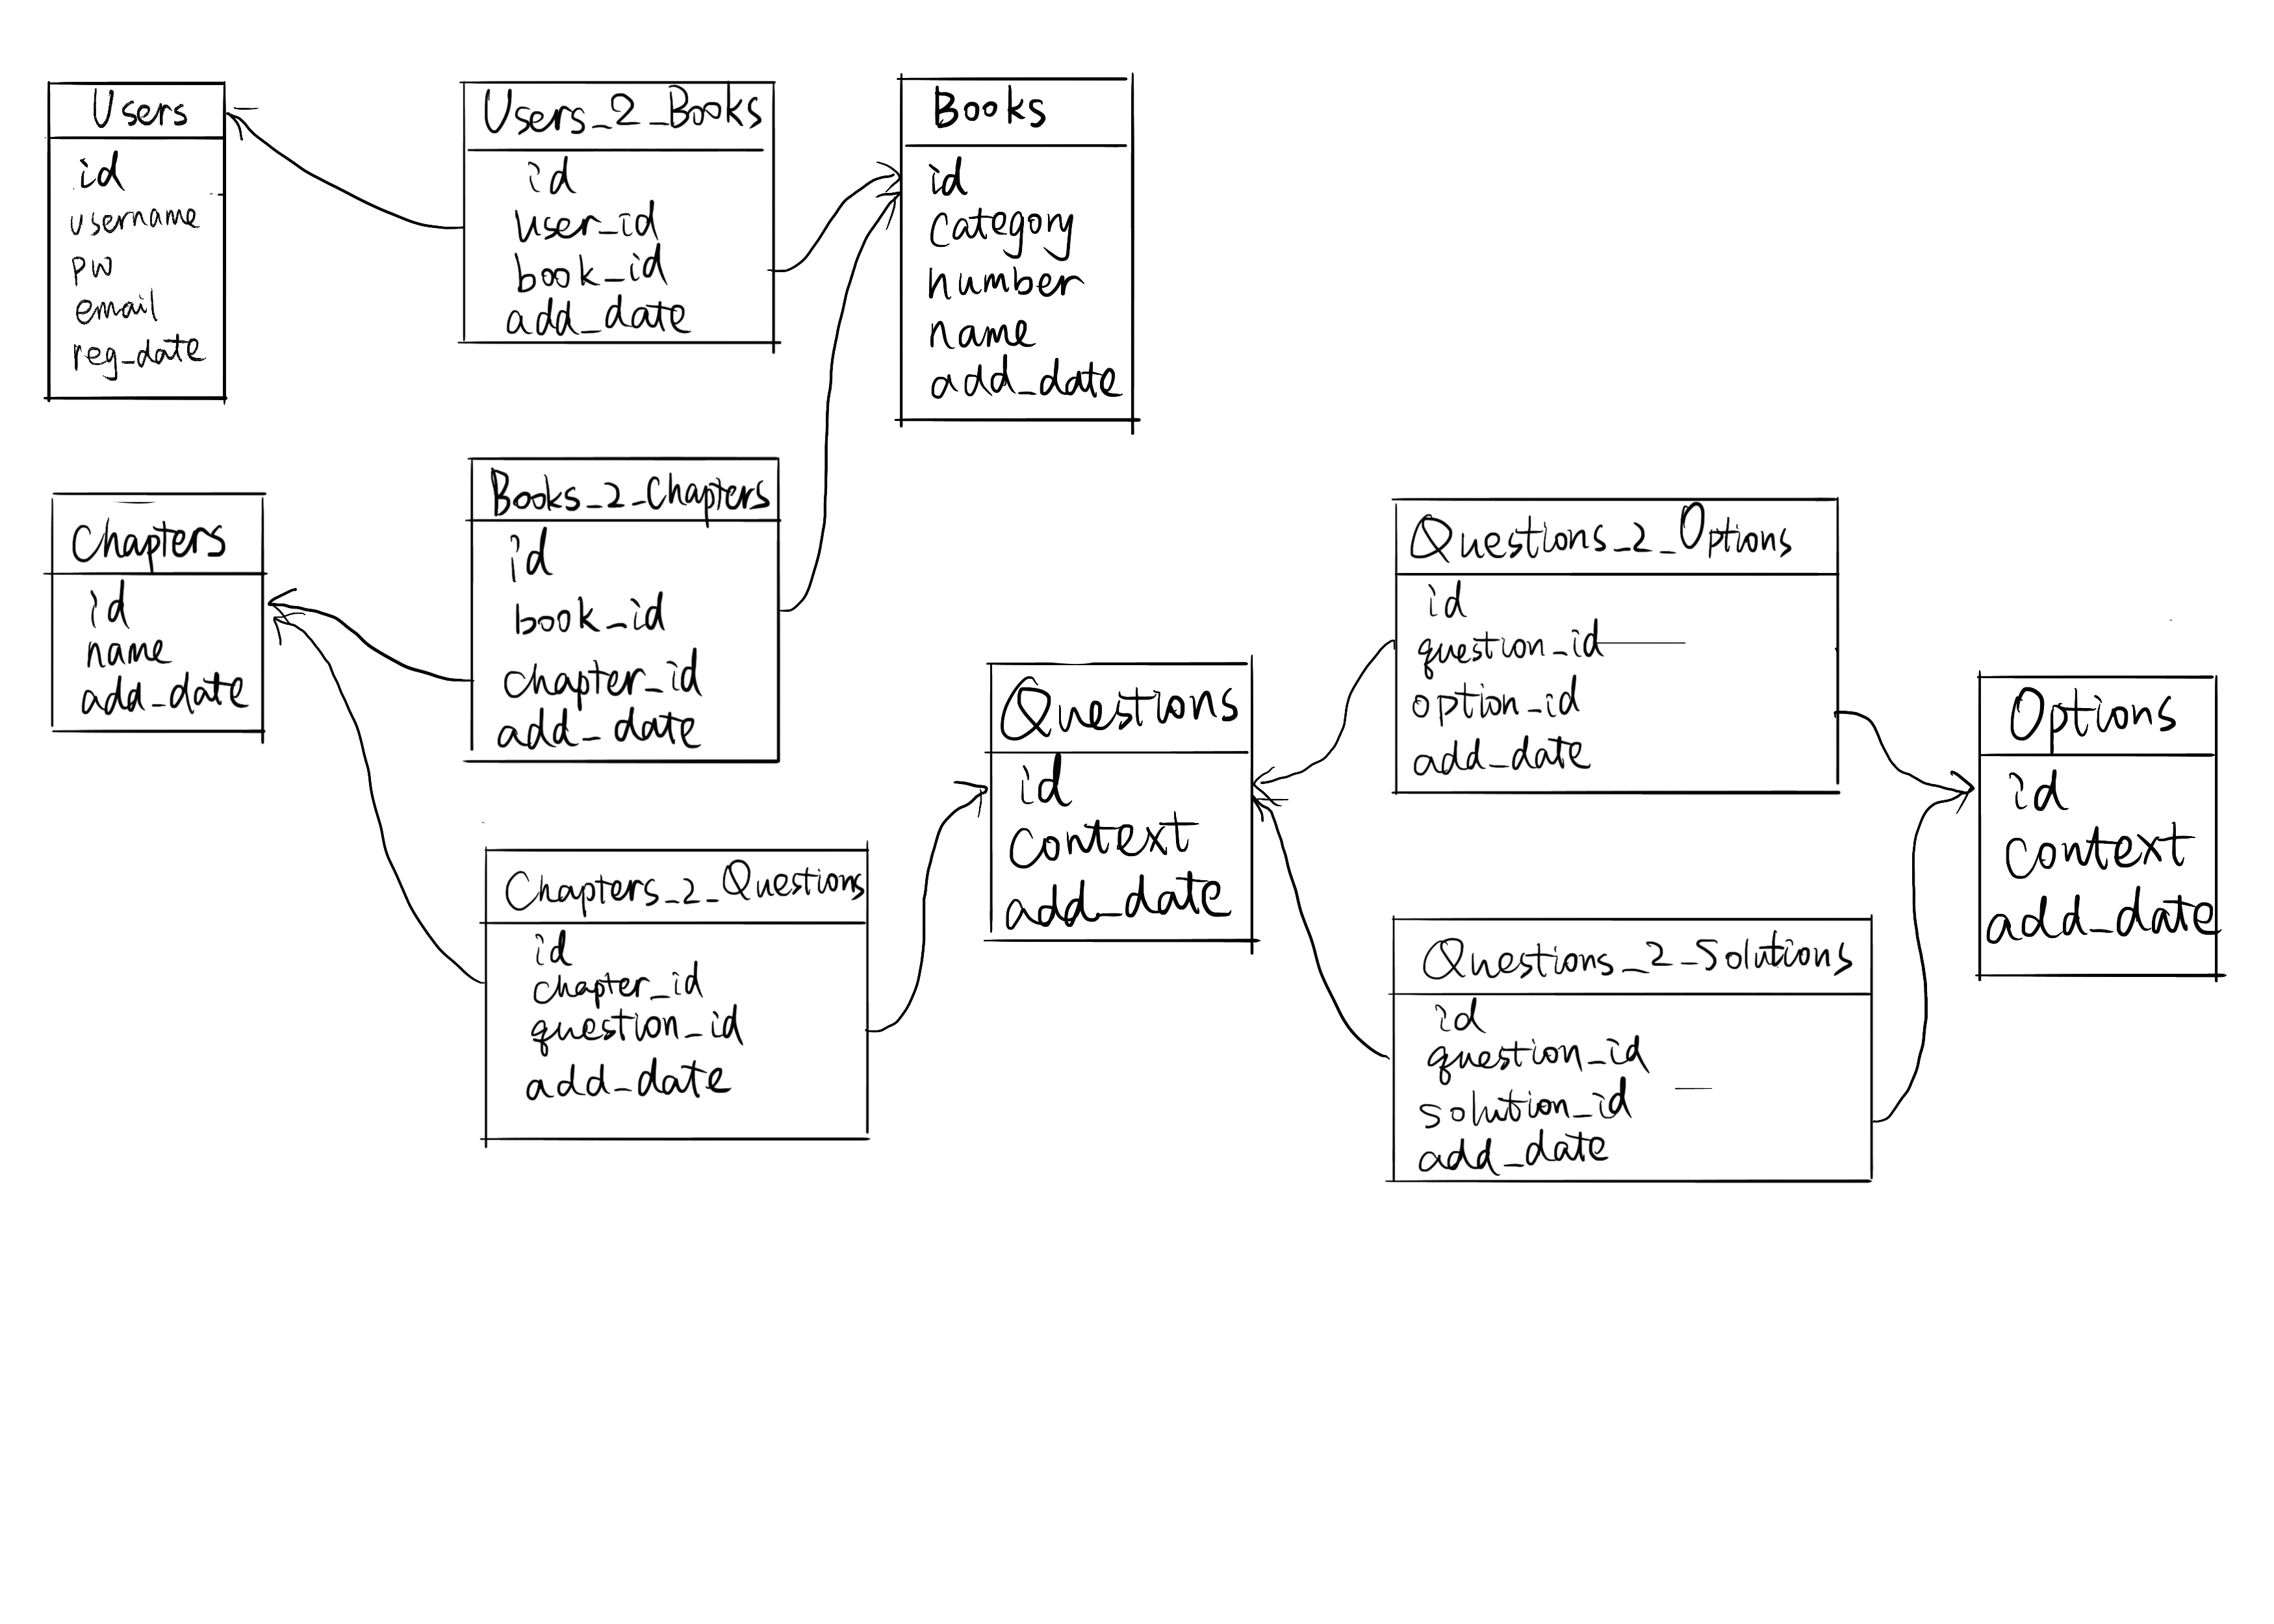 Users
id
username
pw
email
reg_date
Users_2_Books
id
user_id
book_id
add_date
Books
id
Category
number
name
add_date
Chapters
id
name
add_date
Books_2_Chapters
id
book_id
chapter_id
add_date
Chapters_2_Questions
id
chapter_id
question_id
add_date
Questions
id
context
add_date
Questions_2_Options
id
question_id
option_id
add_date
Questions_2_Solutions
id
question_id
solution_id
add_date
Options
id
context
add_date